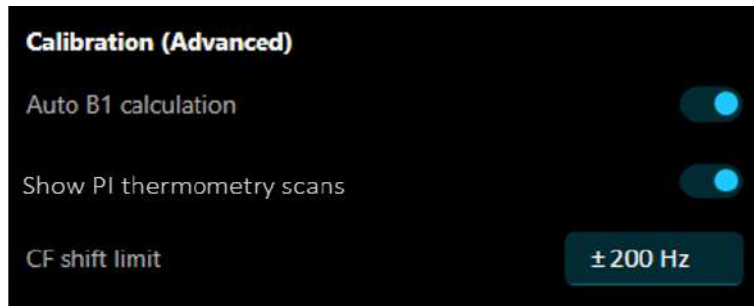 Calibration (Advanced)
Auto B1 calculation
Show PI thermometry scans
CF shift limit ±200 Hz